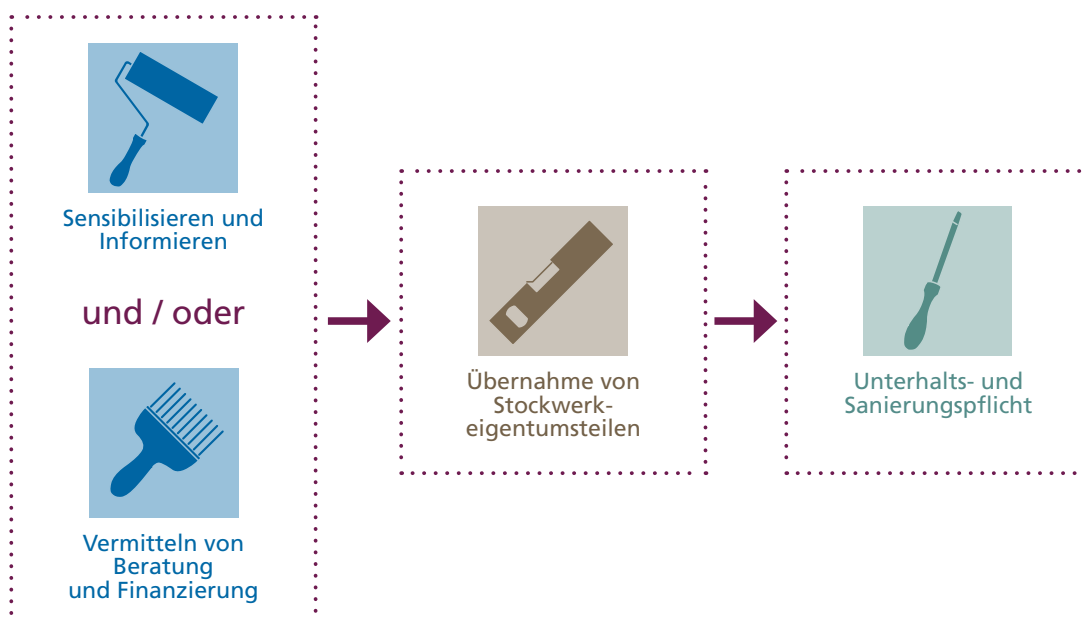 Sensibilisieren und
Informieren
und / oder
Vermitteln von
Beratung
und Finanzierung
Übernahme von
Stockwerk-
eigentumsteilen
Unterhalts- und
Sanierungspflicht